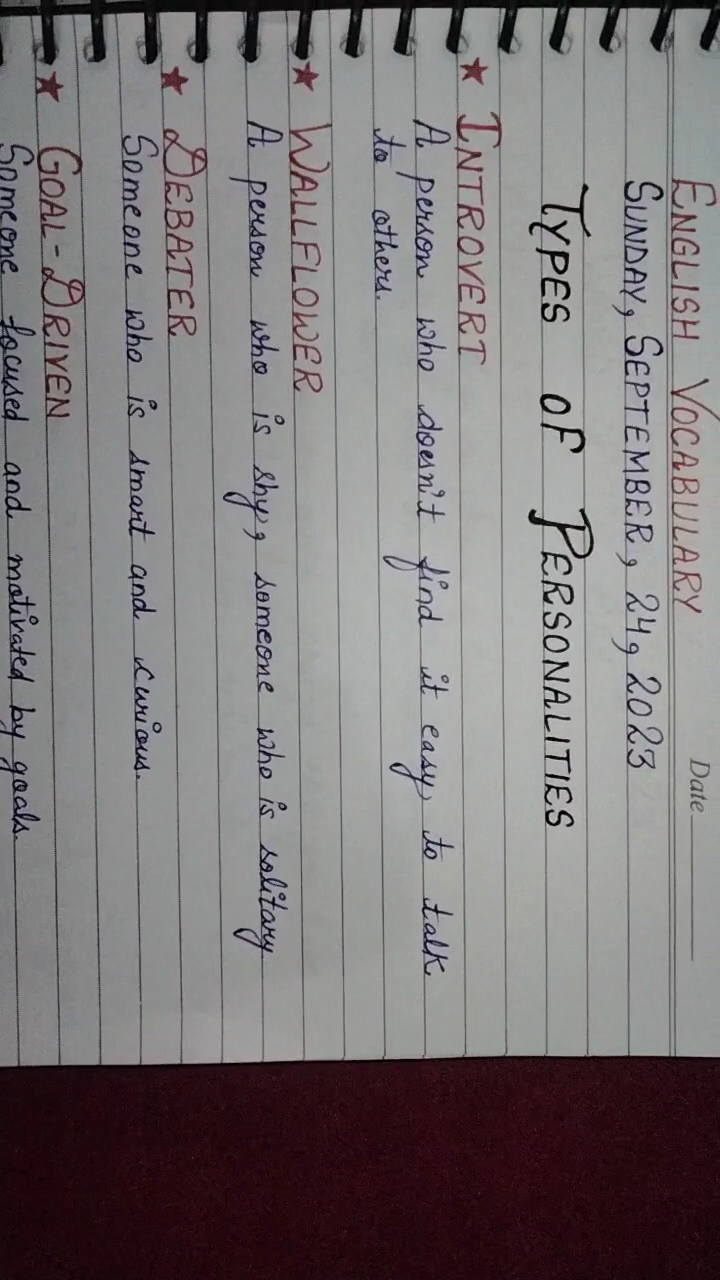 Date
ENGLISH VOCABULARY
SUNDAY, SEPTEMBER, 24, 2023
TYPES OF PERSONALITIES
★ INTROVERT
A person who doesn't find it easy, to talk
to others.
★ WALLFLOWER
A person who is shy, someone who is solitary
★ DEBATER
Someone who is smart and curious.
★ GOAL-DRIVEN
Someone focused and motivated by goals.